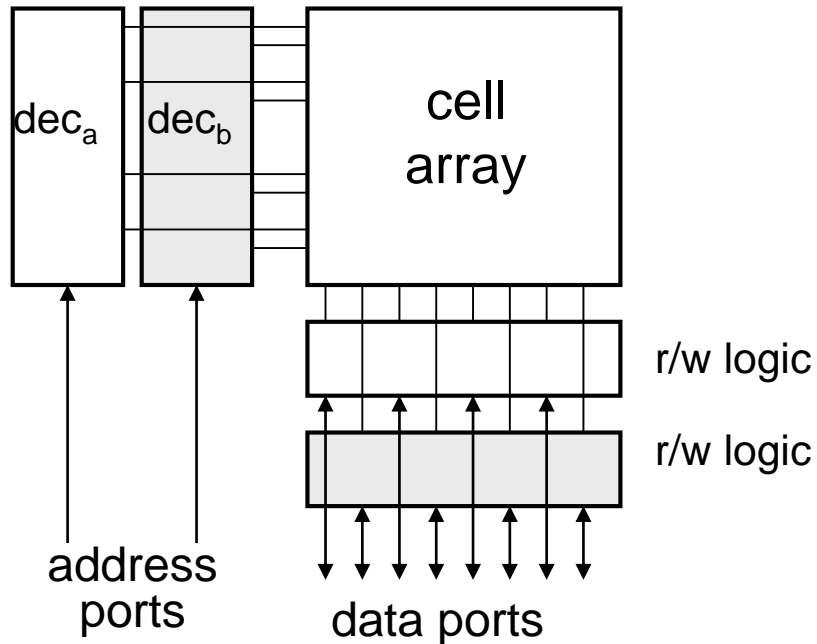 dec_a
dec_b
cell
array
r/w logic
r/w logic
address
ports
data ports